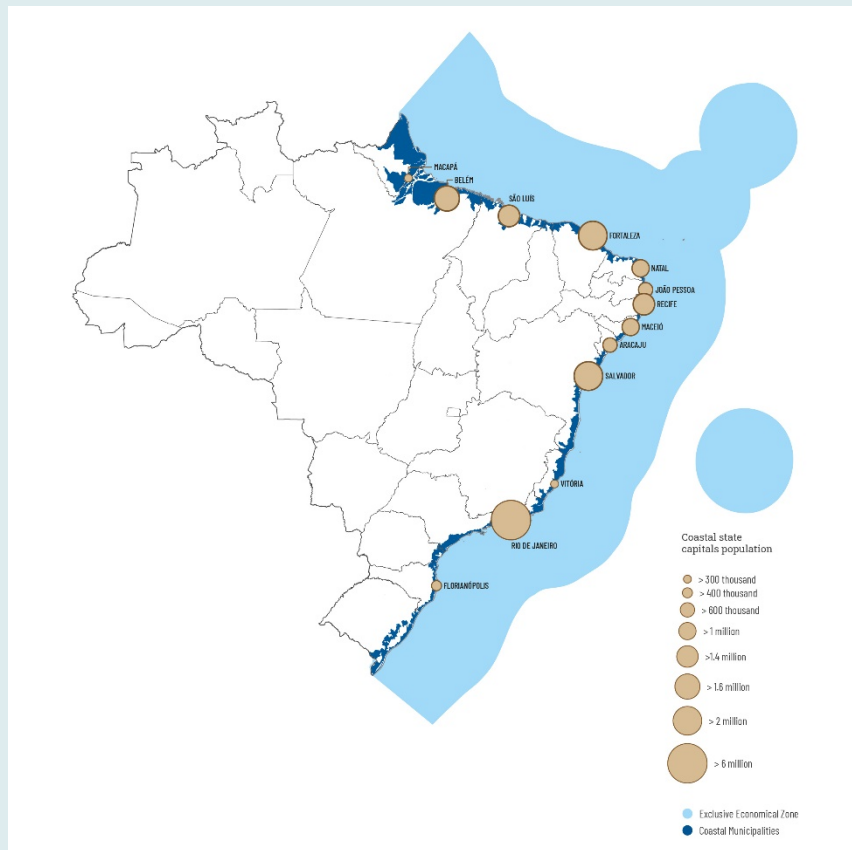 MACAPÁ
BELÉM
SÃO LUÍS
FORTALEZA
NATAL
JOÃO PESSOA
RECIFE
MACEIÓ
ARACAJU
SALVADOR
VITÓRIA
RIO DE JANEIRO
FLORIANÓPOLIS
Coastal state
capitals population
> 300 thousand
> 400 thousand
> 600 thousand
> 1 million
>1.4 million
> 1.6 million
> 2 million
> 6 million
Exclusive Economical Zone
Coastal Municipalities